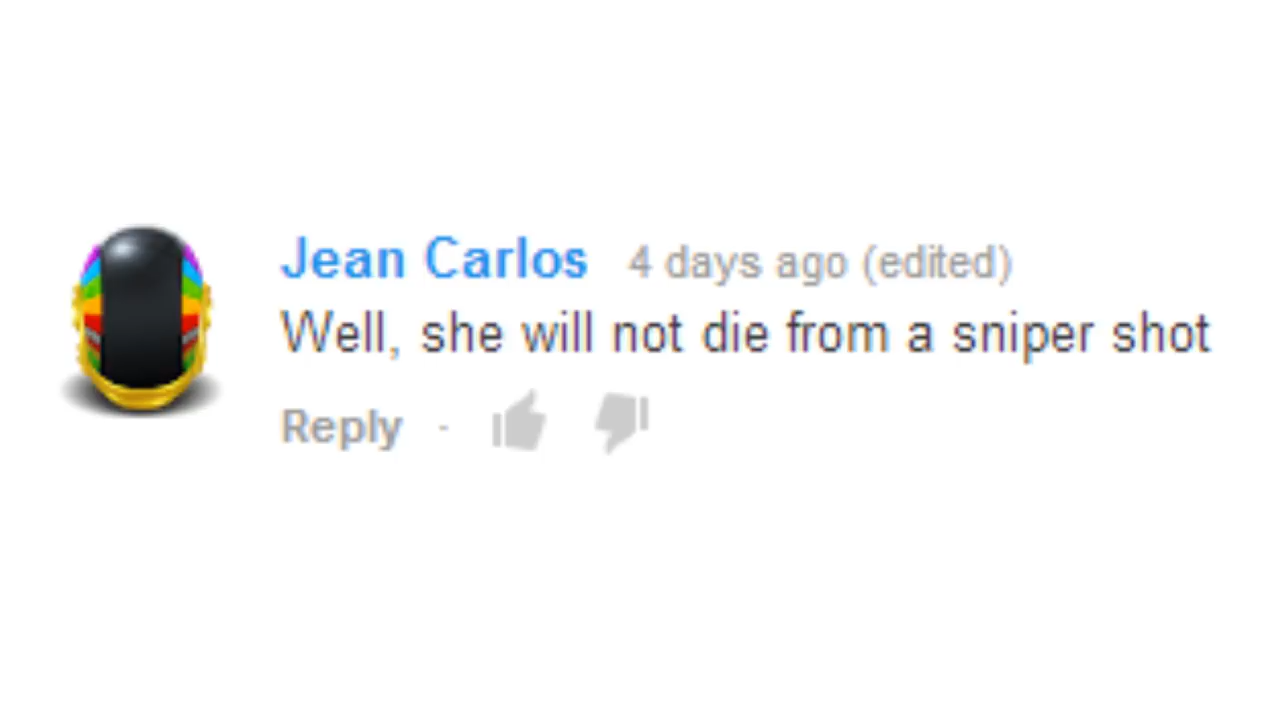 Jean Carlos 4 days ago (edited)
Well, she will not die from a sniper shot
Reply ·